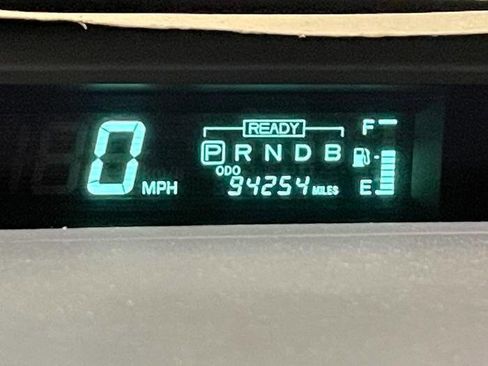 READY
F
P R N D B
0 MPH
ODO
94254 MILES
E